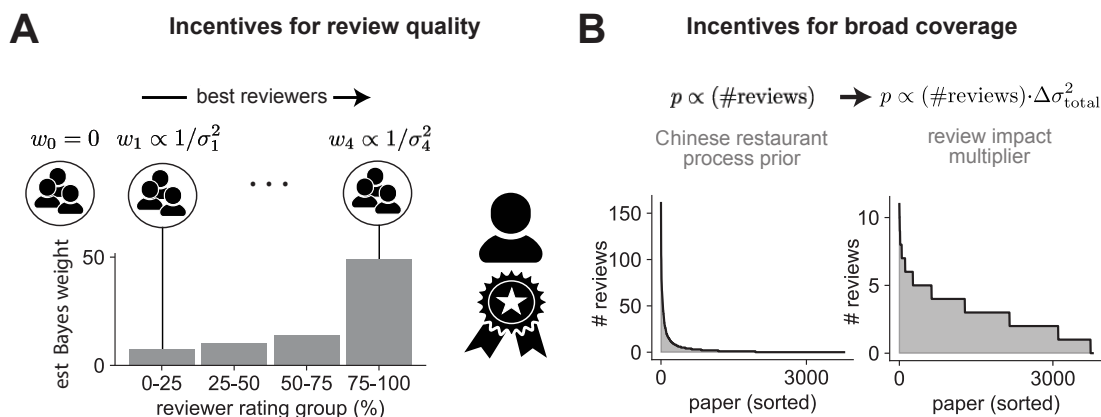 A
Incentives for review quality
best reviewers
w₀ = 0
w₁ ∝ 1/σ₁²
w₄ ∝ 1/σ₄²
. . .
est Bayes weight
50
0
0-25
25-50
50-75
75-100
reviewer rating group (%)
B
Incentives for broad coverage
p ∝ (#reviews)
p ∝ (#reviews)·Δσ²total
Chinese restaurant
process prior
review impact
multiplier
# reviews
150
100
50
0
0
3000
paper (sorted)
# reviews
10
5
0
0
3000
paper (sorted)